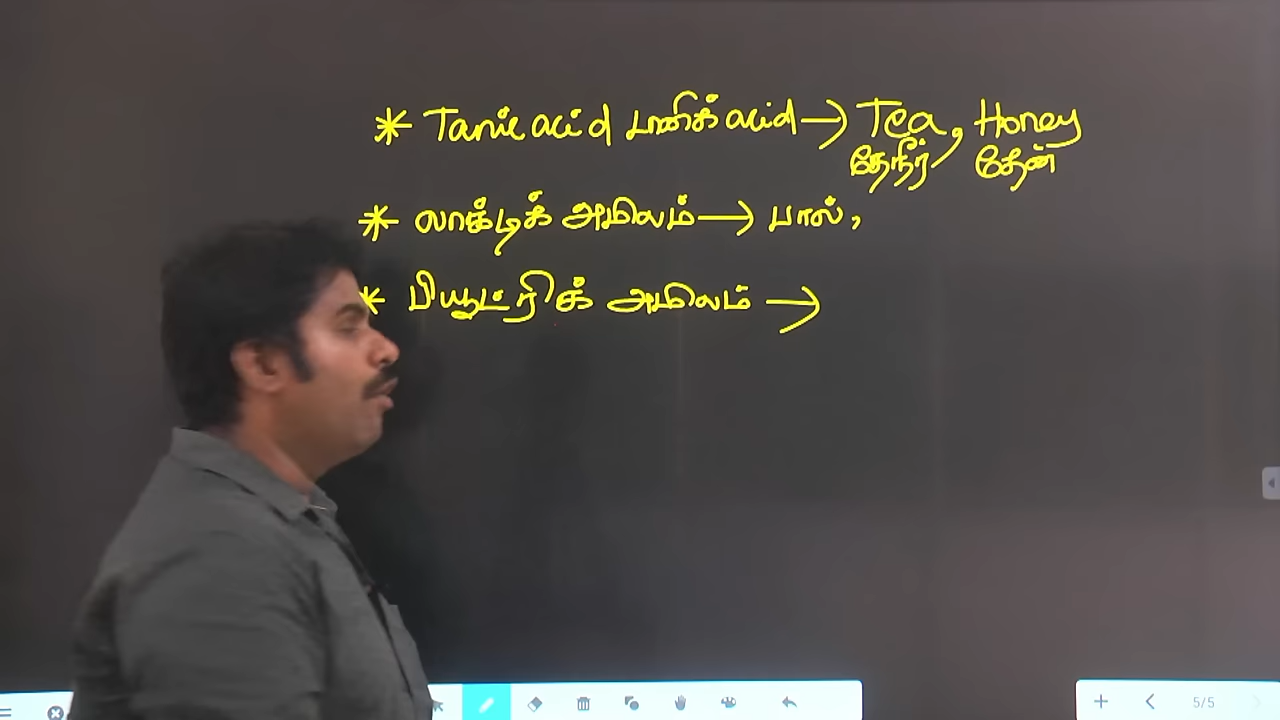 * Tanic acid டானிக் acid → Tea, Honey
தேநீர் தேன்
* லாக்டிக் அமிலம் → பால்,
* பியூட்ரிக் அமிலம் →
5/5